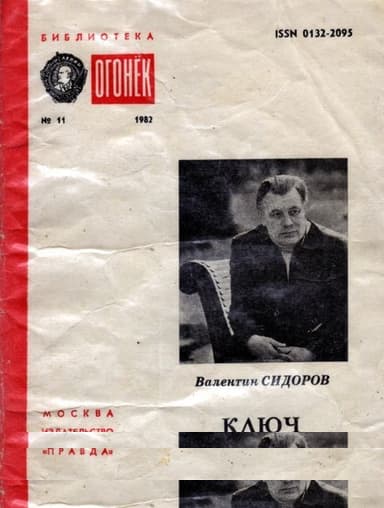 БИБЛИОТЕКА
ISSN 0132-2095
ОГОНЁК
№ 11 1982
Валентин СИДОРОВ
МОСКВА
КЛЮЧ
ИЗДАТЕЛЬСТВО
«ПРАВДА»